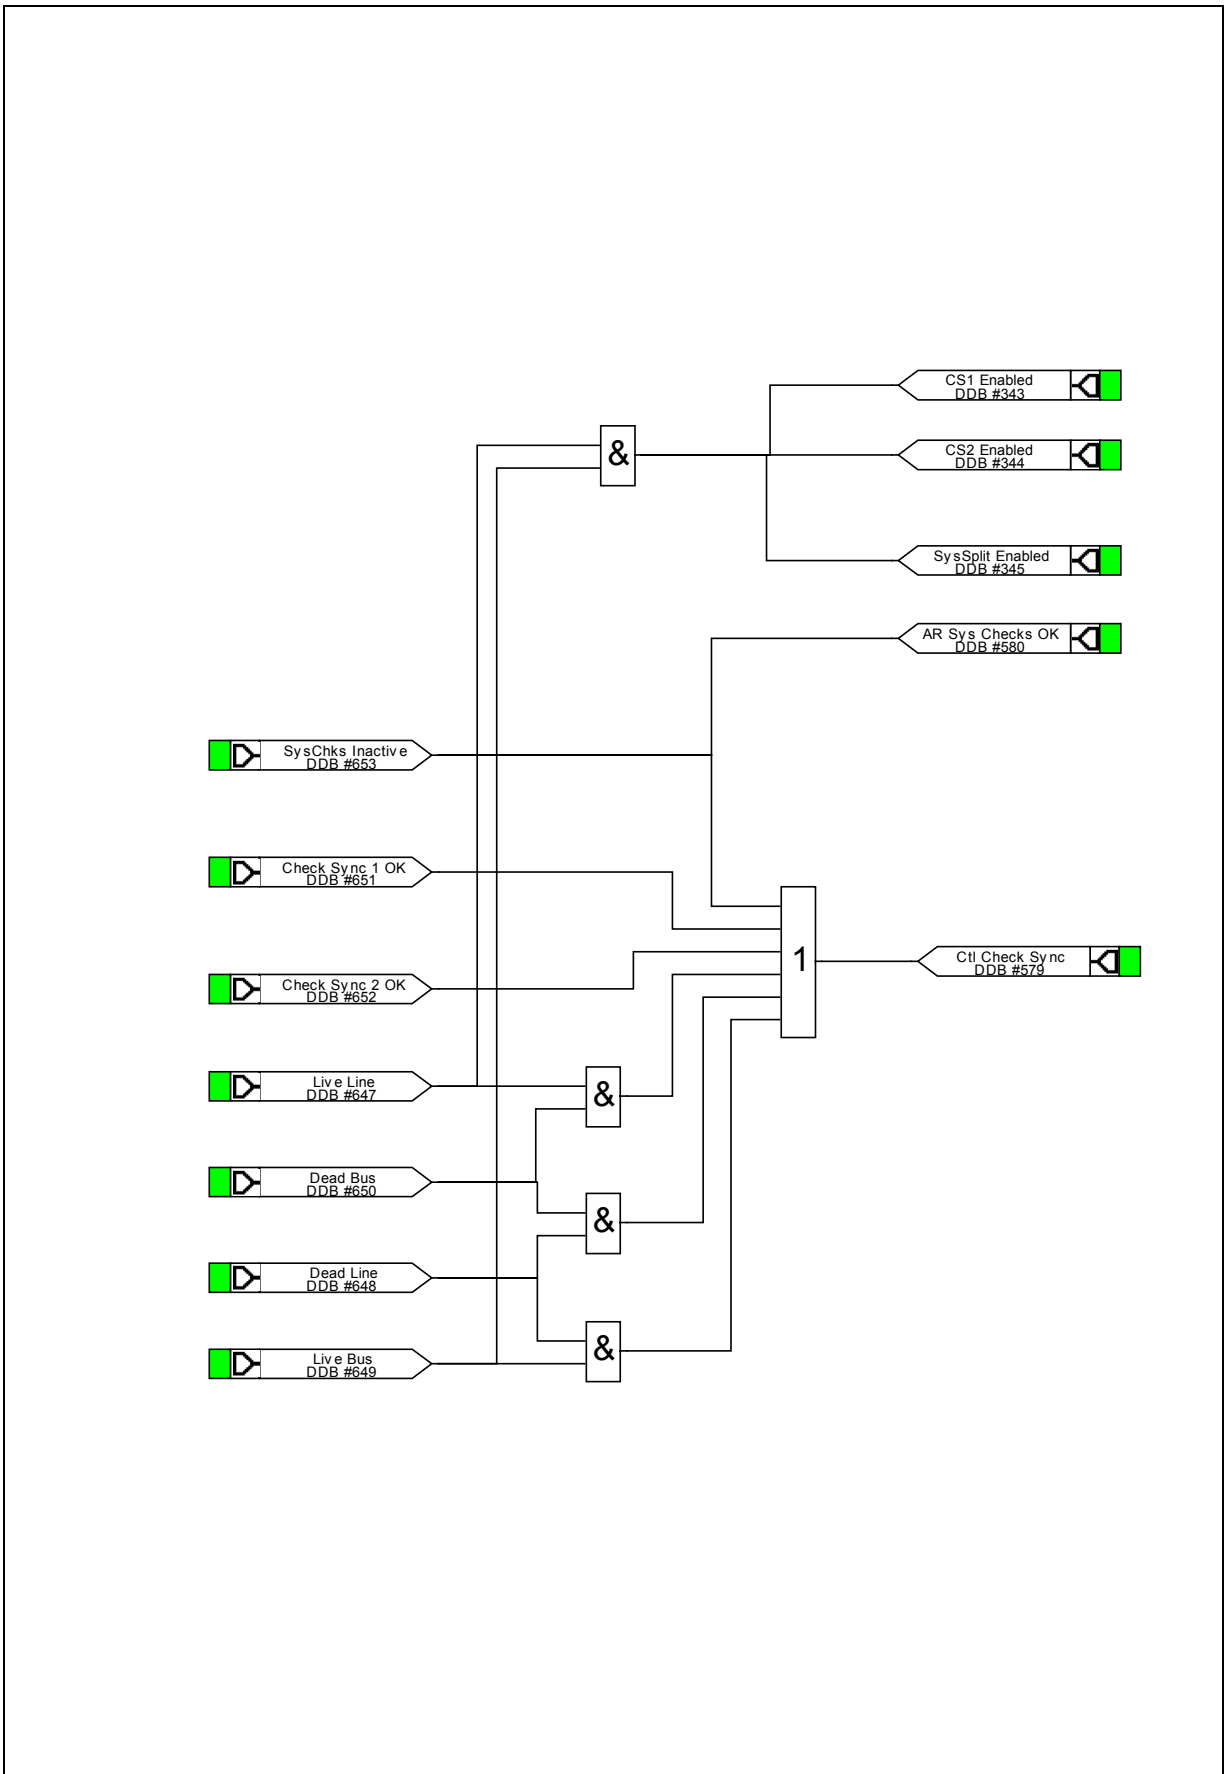 CS1 Enabled
DDB #343
&
CS2 Enabled
DDB #344
SysSplit Enabled
DDB #345
AR Sys Checks OK
DDB #580
SysChks Inactive
DDB #653
Check Sync 1 OK
DDB #651
1
Ctl Check Sync
DDB #579
Check Sync 2 OK
DDB #652
Live Line
DDB #647
&
Dead Bus
DDB #650
&
Dead Line
DDB #648
&
Live Bus
DDB #649